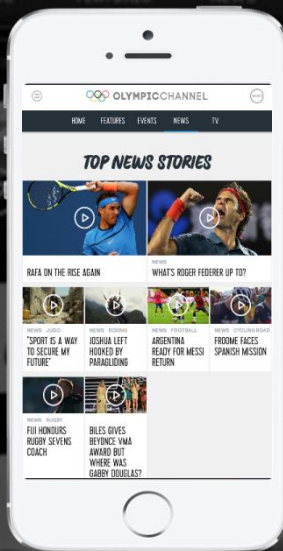 OLYMPICCHANNEL
HOME FEATURES EVENTS NEWS TV
TOP NEWS STORIES
RAFA ON THE RISE AGAIN
NEWS
WHAT'S ROGER FEDERER UP TO?
NEWS JUDO
"SPORT IS A WAY
TO SECURE MY
FUTURE"
NEWS BOXING
JOSHUA LEFT
HOOKED BY
PARAGLIDING
NEWS FOOTBALL
ARGENTINA
READY FOR MESSI
RETURN
NEWS CYCLING ROAD
FROOME FACES
SPANISH MISSION
NEWS RUGBY
FIJI HONOURS
RUGBY SEVENS
COACH
NEWS
BILES GIVES
BEYONCE VMA
AWARD BUT
WHERE WAS
GABBY DOUGLAS?